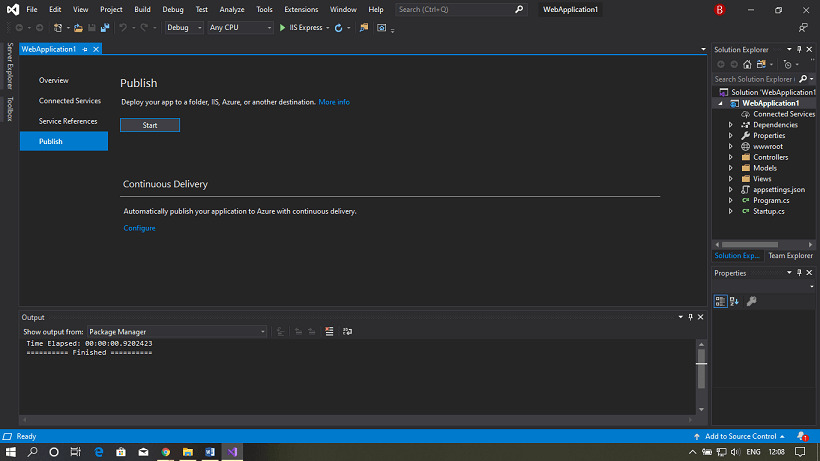 File Edit View Project Build Debug Test Analyze Tools Extensions Window Help Search (Ctrl+Q) WebApplication1 B
Debug Any CPU IIS Express
Server Explorer
Toolbox
WebApplication1
Overview
Connected Services
Service References
Publish
Publish
Deploy your app to a folder, IIS, Azure, or another destination. More info
Start
Continuous Delivery
Automatically publish your application to Azure with continuous delivery.
Configure
Output
Show output from: Package Manager
Time Elapsed: 00:00:00.9202423
========== Finished ==========
Solution Explorer
Search Solution Explorer (
Solution 'WebApplication1
WebApplication1
Connected Services
Dependencies
Properties
wwwroot
Controllers
Models
Views
appsettings.json
Program.cs
Startup.cs
Solution Exp... Team Explorer
Properties
Ready Add to Source Control 1
ENG 12:08